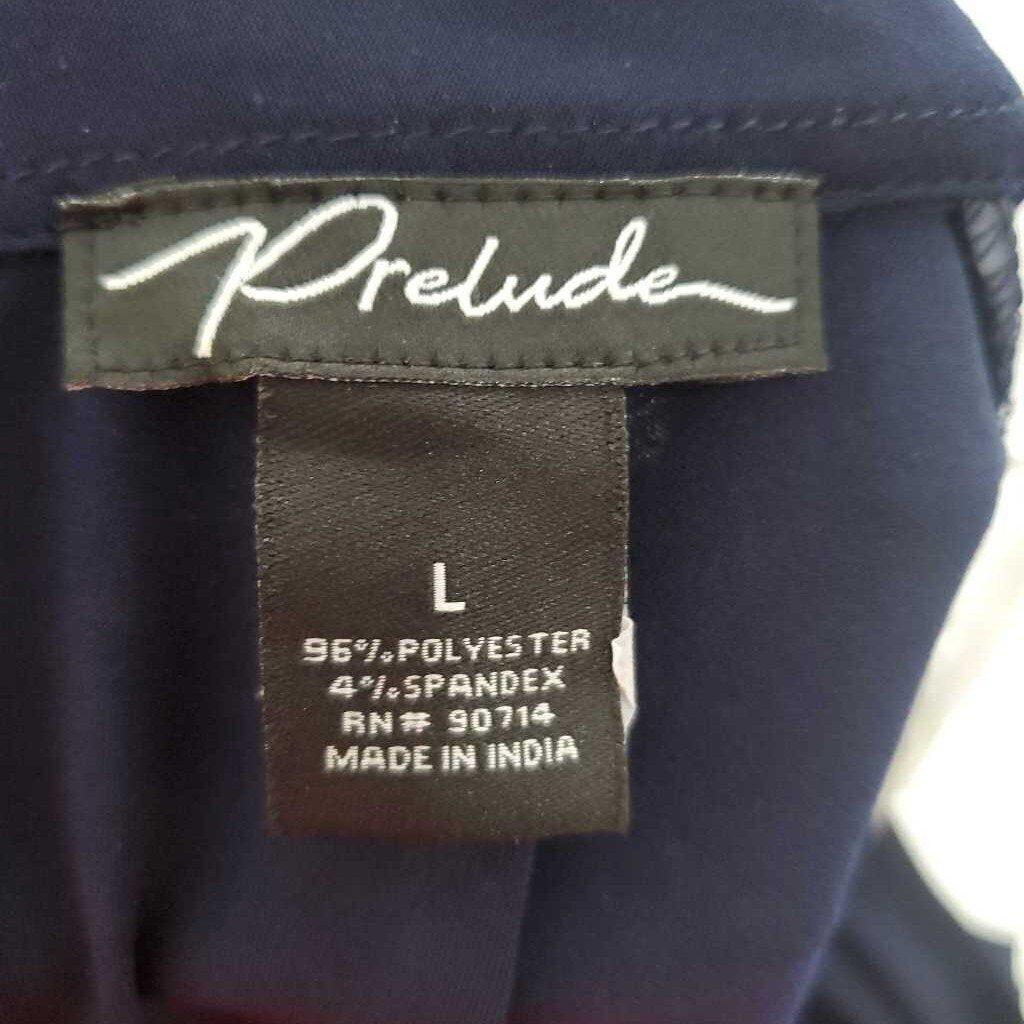 Prelude
L
96% POLYESTER
4% SPANDEX
RN# 90714
MADE IN INDIA